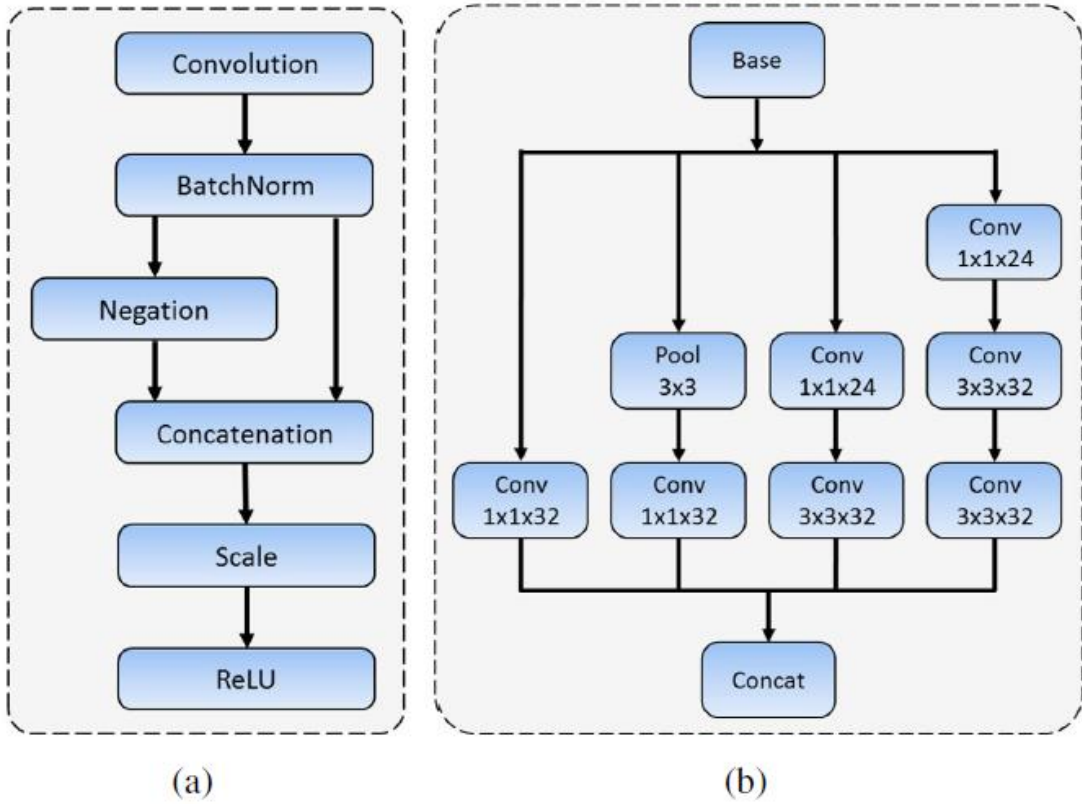 Convolution
BatchNorm
Negation
Concatenation
Scale
ReLU
(a)
Base
Conv
1x1x24
Pool
3x3
Conv
1x1x24
Conv
3x3x32
Conv
1x1x32
Conv
1x1x32
Conv
3x3x32
Conv
3x3x32
Concat
(b)